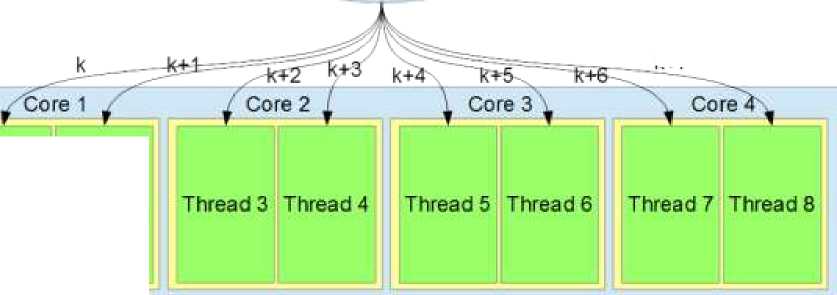 k k+1 k+2 k+3 k+4 k+5 k+6
Core 1 Core 2 Core 3 Core 4
Thread 3 Thread 4 Thread 5 Thread 6 Thread 7 Thread 8